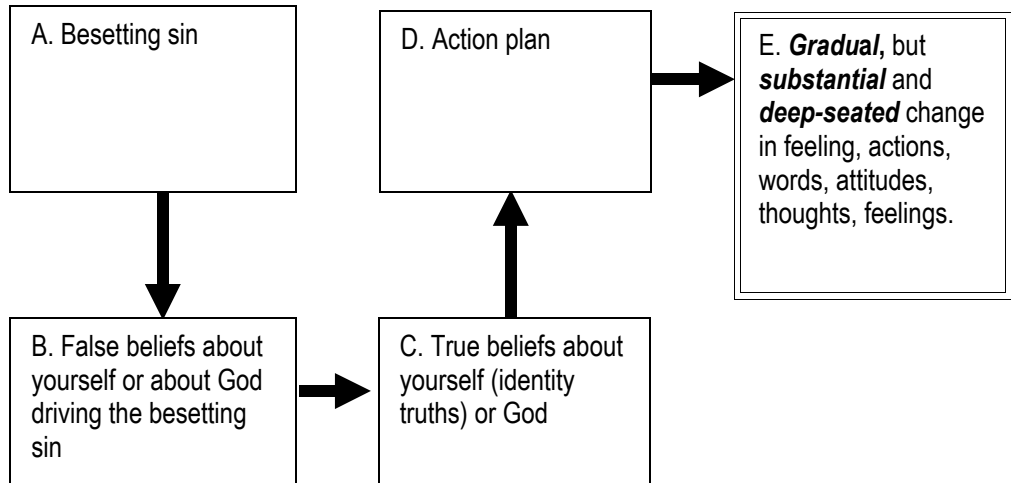 A. Besetting sin
B. False beliefs about
yourself or about God
driving the besetting
sin
C. True beliefs about
yourself (identity
truths) or God
D. Action plan
E. Gradual, but
substantial and
deep-seated change
in feeling, actions,
words, attitudes,
thoughts, feelings.